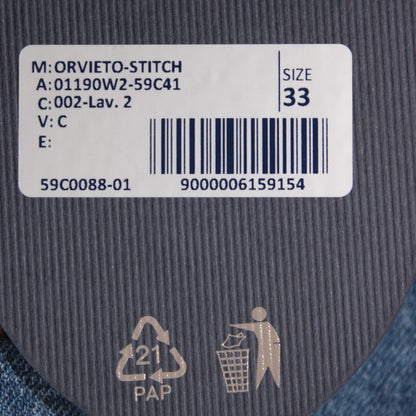 M: ORVIETO-STITCH
A: 01190W2-59C41
C: 002-Lav. 2
V: C
E:
SIZE
33
59C0088-01
9000006159154
21
PAP